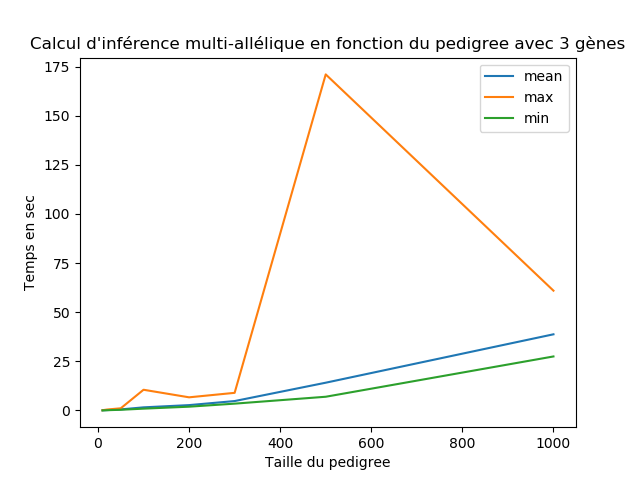 Calcul d'inférence multi-allélique en fonction du pedigree avec 3 gènes
mean
max
min
175
150
125
100
75
50
25
0
Temps en sec
0 200 400 600 800 1000
Taille du pedigree